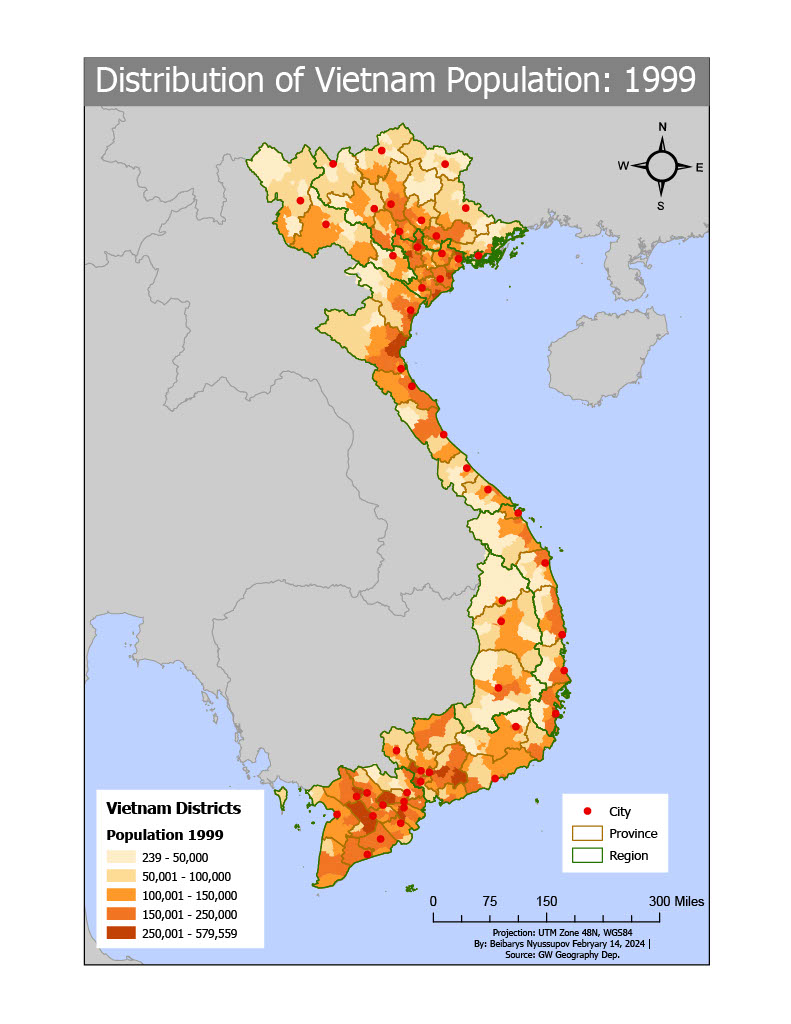 Distribution of Vietnam Population: 1999
N
W
E
S
Vietnam Districts
Population 1999
239 - 50,000
50,001 - 100,000
100,001 - 150,000
150,001 - 250,000
250,001 - 579,559
City
Province
Region
0 75 150 300 Miles
Projection: UTM Zone 48N, WGS84
By: Beibarys Nyussupov Febryary 14, 2024 |
Source: GW Geography Dep.